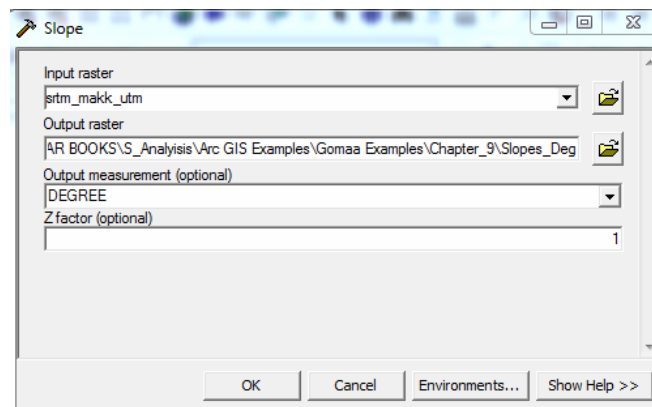 Slope
Input raster
srtm_makk_utm
Output raster
AR BOOKS\S_Analyisis\Arc GIS Examples\Gomaa Examples\Chapter_9\Slopes_Deg
Output measurement (optional)
DEGREE
Z factor (optional)
1
OK Cancel Environments... Show Help >>